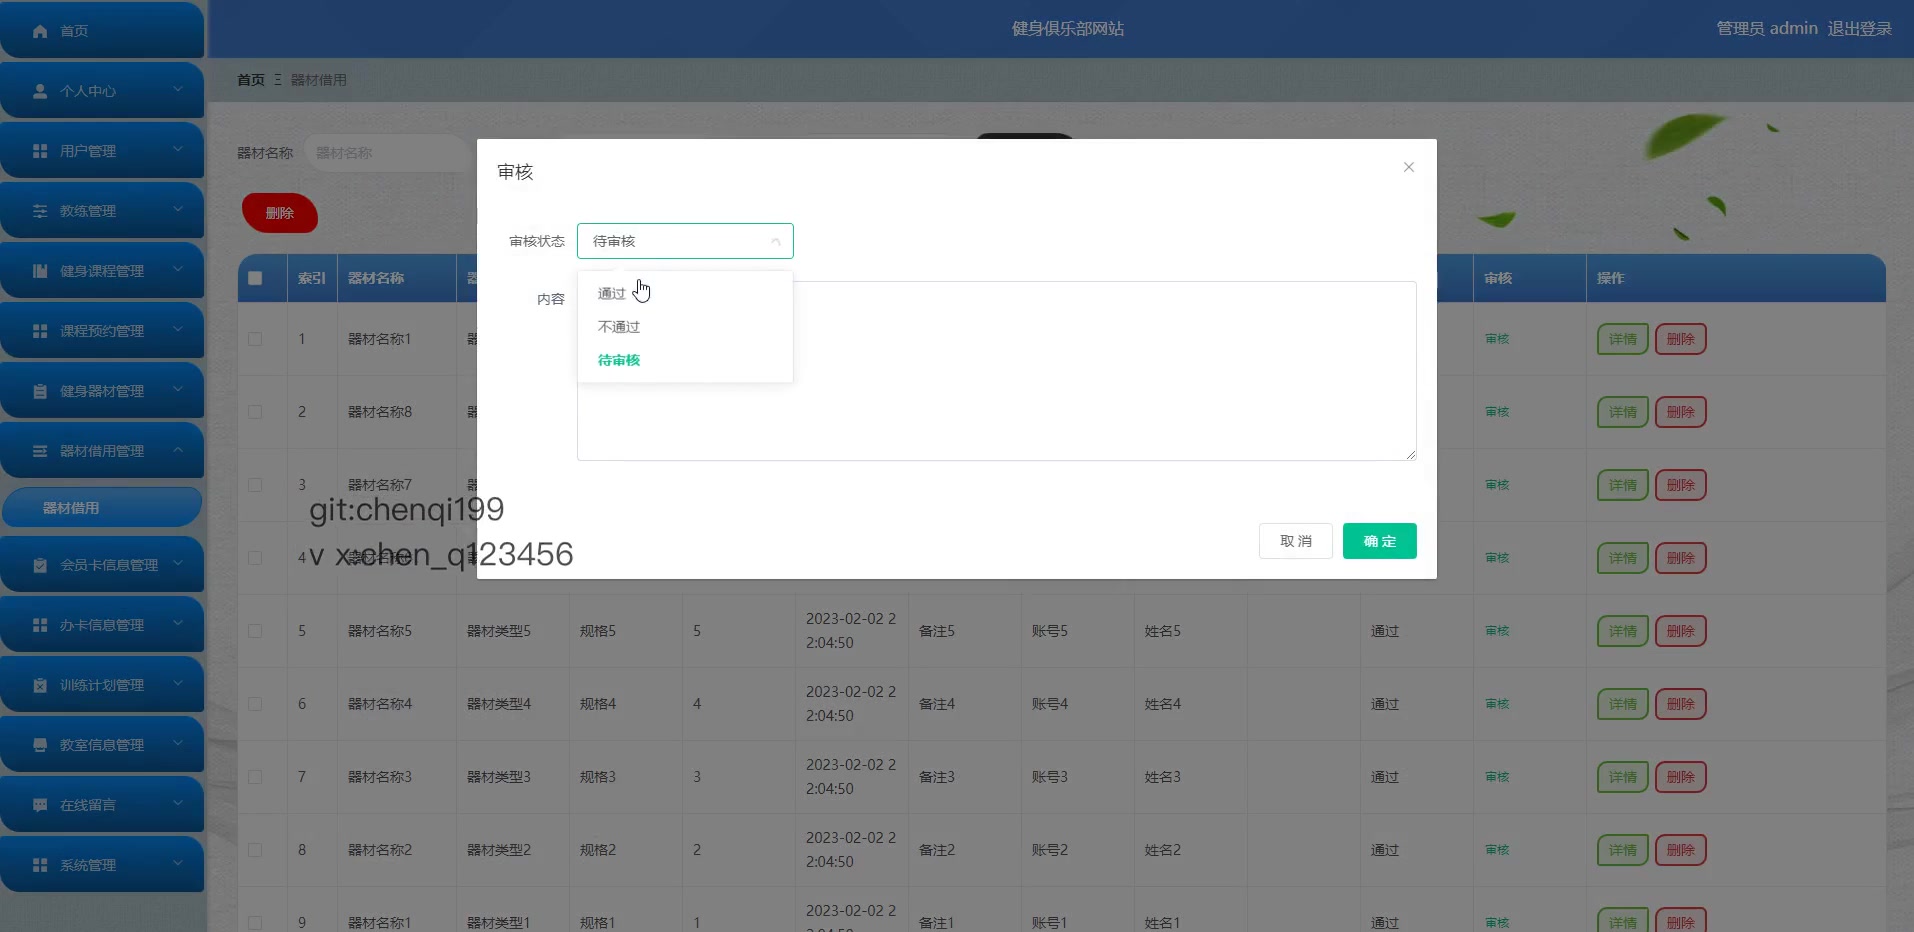 首页
健身俱乐部网站
管理员 admin 退出登录
首页 器材借用
个人中心
用户管理
教练管理
健身课程管理
课程预约管理
健身器材管理
器材借用管理
器材借用
会员卡信息管理
办卡信息管理
训练计划管理
教室信息管理
在线留言
系统管理
器材名称 器材名称
删除
审核
审核状态 待审核
通过
不通过
待审核
内容
取 消 确 定
索引 器材名称 审核 操作
1 器材名称1 审核 详情 删除
2 器材名称8 审核 详情 删除
3 器材名称7 审核 详情 删除
4 审核 详情 删除
git:chenqi199
v x:chen_q123456
5 器材名称5 器材类型5 规格5 5 2023-02-02 2
2:04:50 备注5 账号5 姓名5 通过 审核 详情 删除
6 器材名称4 器材类型4 规格4 4 2023-02-02 2
2:04:50 备注4 账号4 姓名4 通过 审核 详情 删除
7 器材名称3 器材类型3 规格3 3 2023-02-02 2
2:04:50 备注3 账号3 姓名3 通过 审核 详情 删除
8 器材名称2 器材类型2 规格2 2 2023-02-02 2
2:04:50 备注2 账号2 姓名2 通过 审核 详情 删除
9 器材名称1 器材类型1 规格1 1 2023-02-02 2
备注1 账号1 姓名1 通过 审核 详情 删除